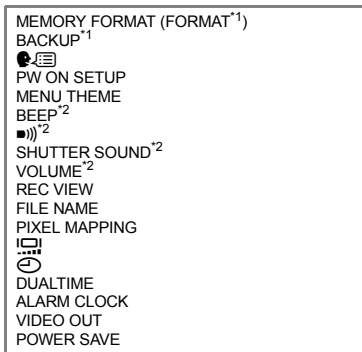 MEMORY FORMAT (FORMAT*1)
BACKUP*1
PW ON SETUP
MENU THEME
BEEP*2
*2
SHUTTER SOUND*2
VOLUME*2
REC VIEW
FILE NAME
PIXEL MAPPING
DUALTIME
ALARM CLOCK
VIDEO OUT
POWER SAVE